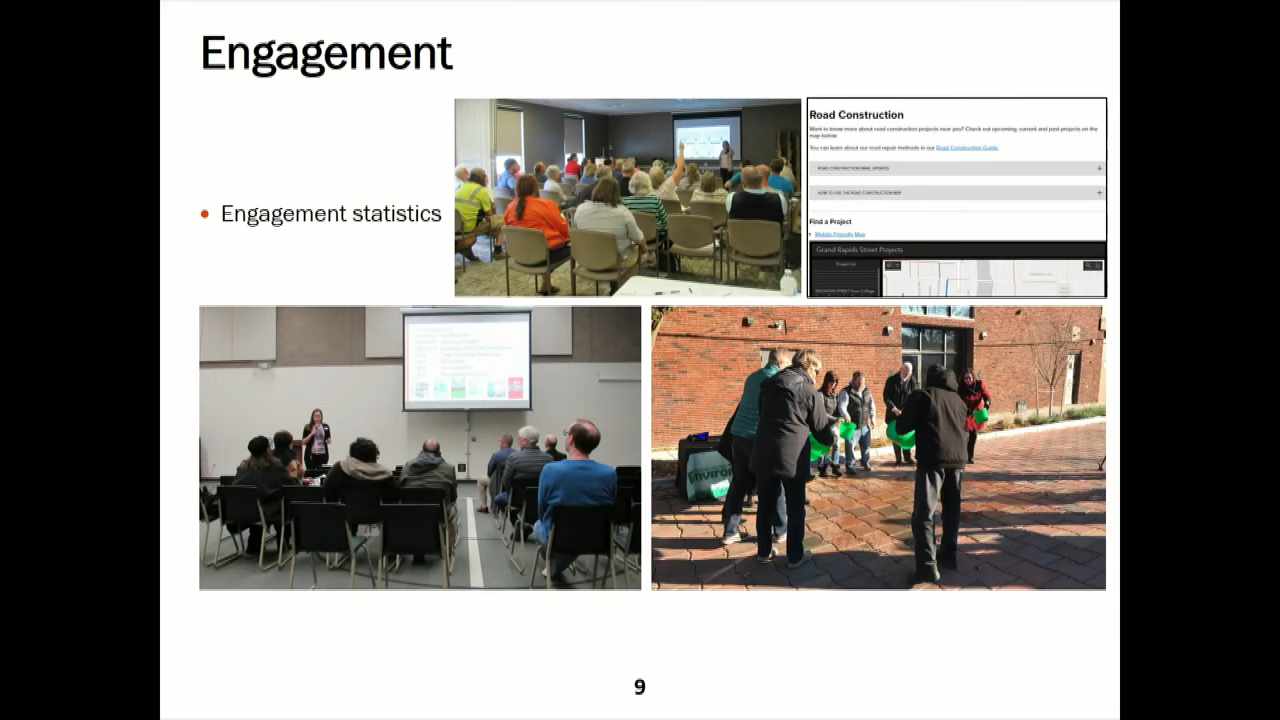 Engagement
Engagement statistics
Road Construction
Want to know more about road construction projects near you? Check out upcoming, current and past projects on the
map below.
You can learn about our road repair methods in our Road Construction Guide.
ROAD CONSTRUCTION EMAIL UPDATES
HOW TO USE THE ROAD CONSTRUCTION MAP
Find a Project
Mobile Friendly Map
Grand Rapids Street Projects
Project List
9